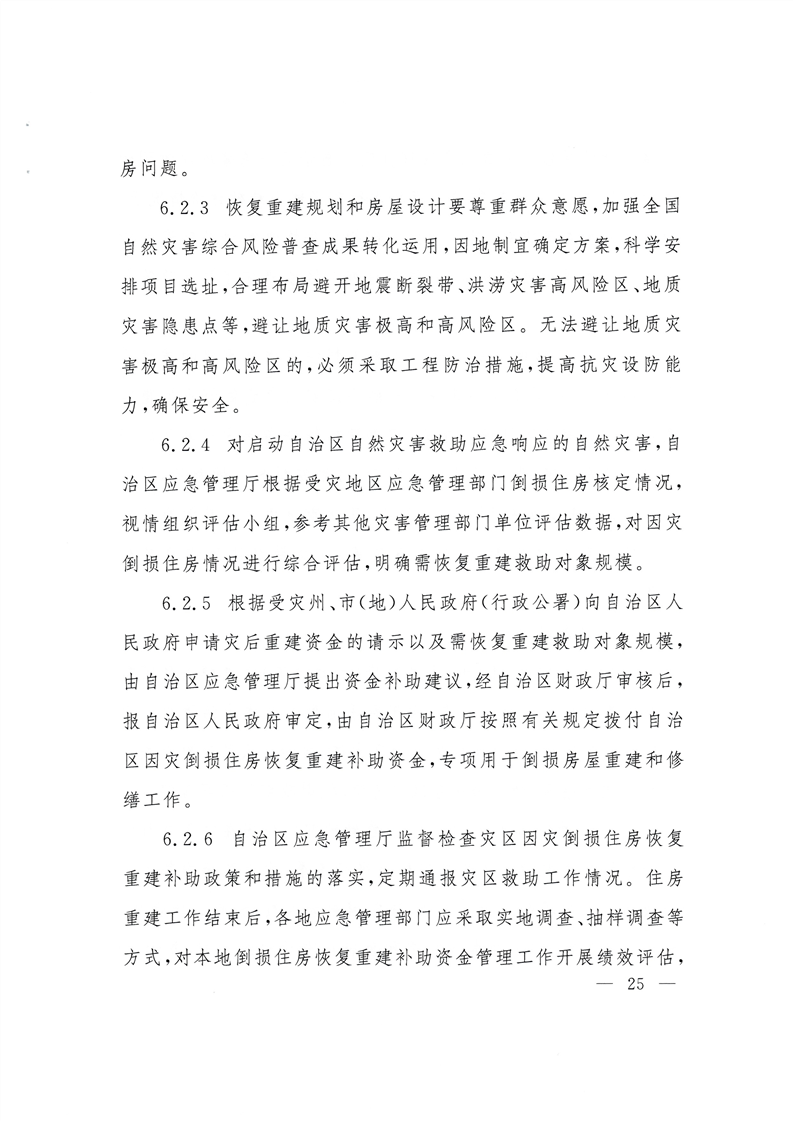 房问题。
6.2.3 恢复重建规划和房屋设计要尊重群众意愿,加强全国
自然灾害综合风险普查成果转化运用,因地制宜确定方案,科学安
排项目选址,合理布局避开地震断裂带、洪涝灾害高风险区、地质
灾害隐患点等,避让地质灾害极高和高风险区。无法避让地质灾
害极高和高风险区的,必须采取工程防治措施,提高抗灾设防能
力,确保安全。
6.2.4 对启动自治区自然灾害救助应急响应的自然灾害,自
治区应急管理厅根据受灾地区应急管理部门倒损住房核定情况,
视情组织评估小组,参考其他灾害管理部门单位评估数据,对因灾
倒损住房情况进行综合评估,明确需恢复重建救助对象规模。
6.2.5 根据受灾州、市(地)人民政府(行政公署)向自治区人
民政府申请灾后重建资金的请示以及需恢复重建救助对象规模,
由自治区应急管理厅提出资金补助建议,经自治区财政厅审核后,
报自治区人民政府审定,由自治区财政厅按照有关规定拨付自治
区因灾倒损住房恢复重建补助资金,专项用于倒损房屋重建和修
缮工作。
6.2.6 自治区应急管理厅监督检查灾区因灾倒损住房恢复
重建补助政策和措施的落实,定期通报灾区救助工作情况。住房
重建工作结束后,各地应急管理部门应采取实地调查、抽样调查等
方式,对本地倒损住房恢复重建补助资金管理工作开展绩效评估,
— 25 —